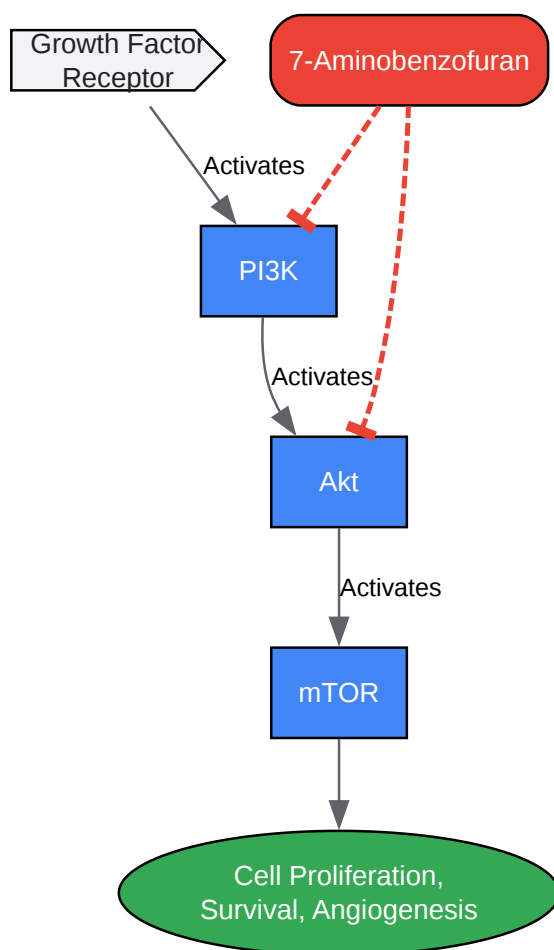 Growth Factor
Receptor
7-Aminobenzofuran
Activates
PI3K
Activates
Akt
Activates
mTOR
Cell Proliferation,
Survival, Angiogenesis